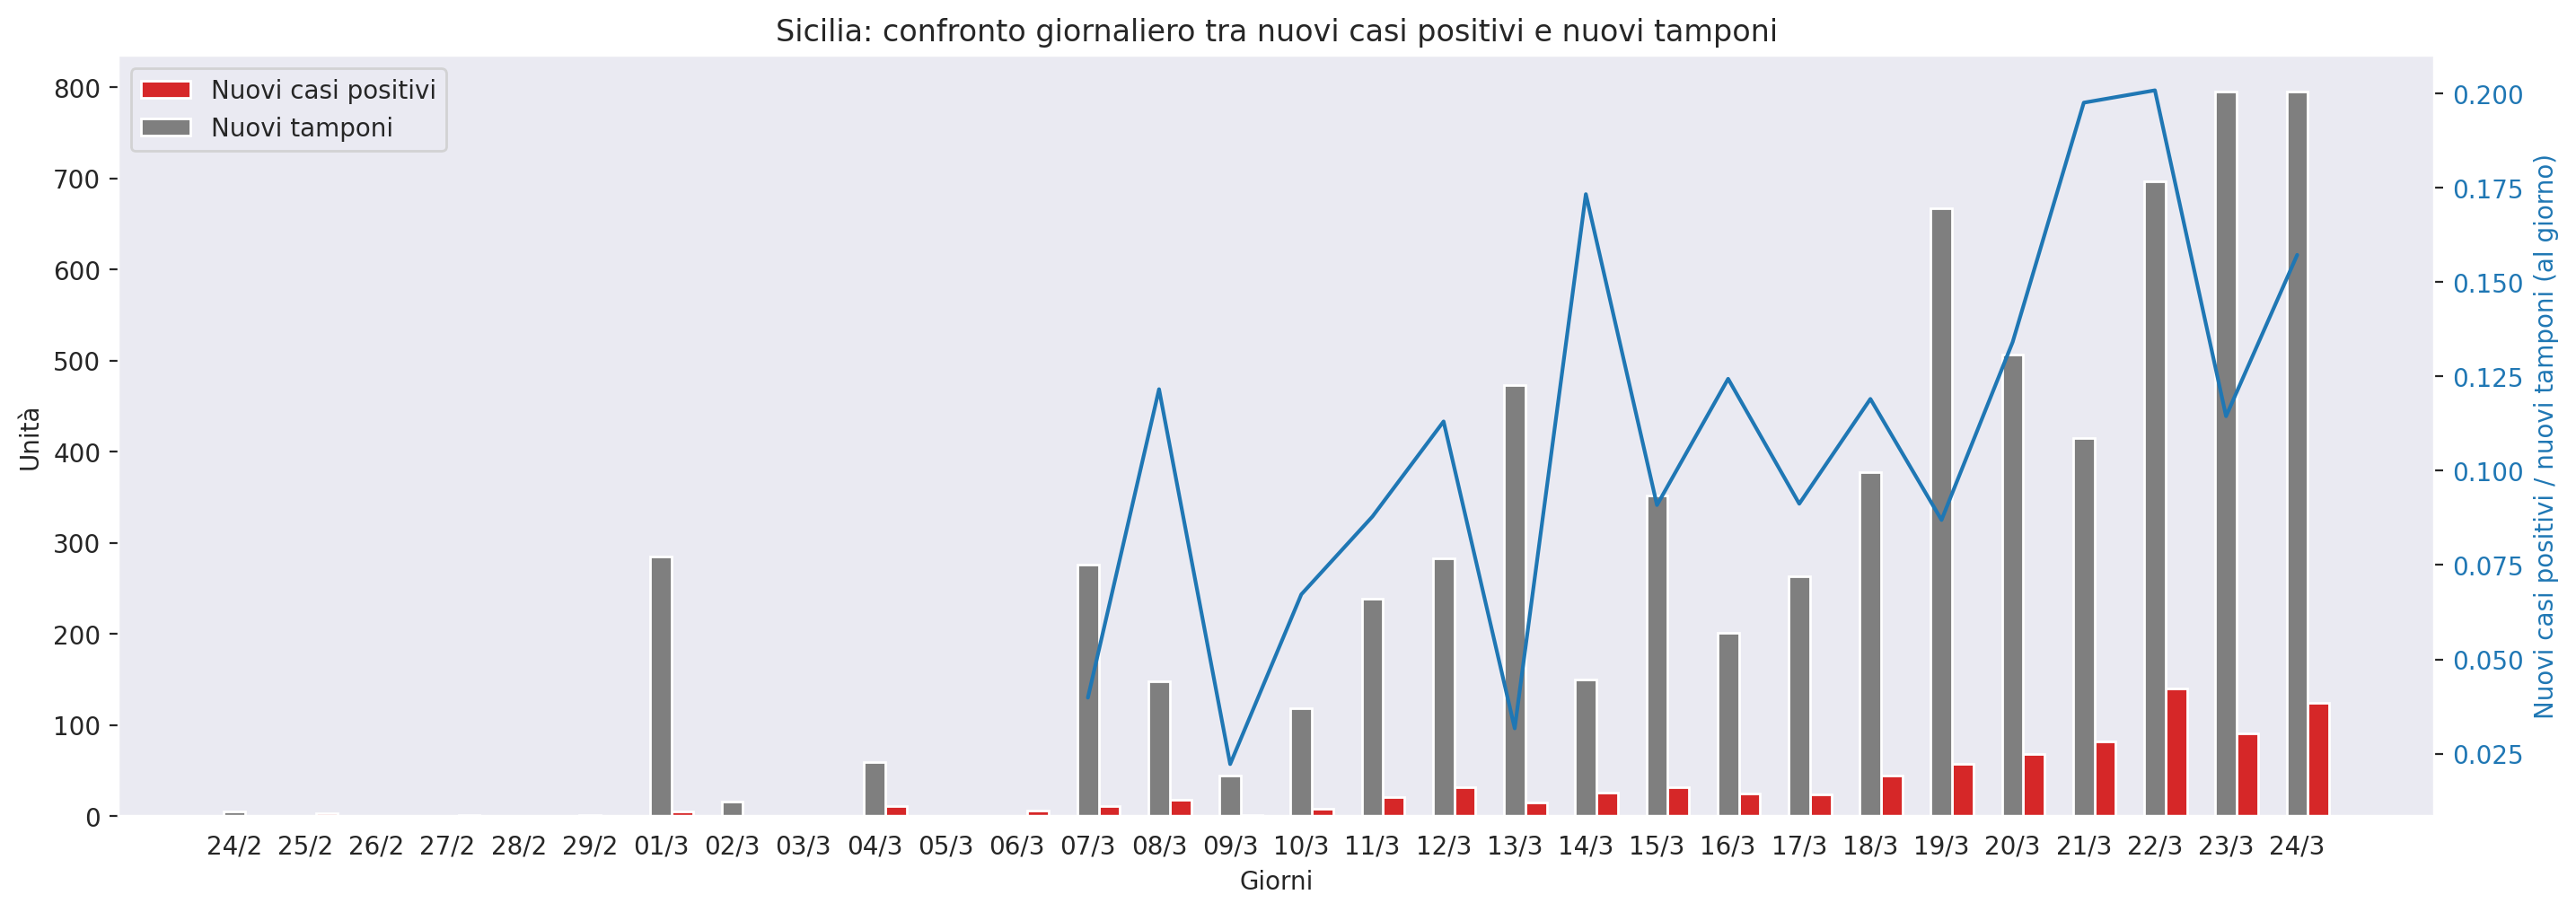 Sicilia: confronto giornaliero tra nuovi casi positivi e nuovi tamponi
Nuovi casi positivi
Nuovi tamponi
800
700
600
500
400
300
200
100
0
Unità
0.200
0.175
0.150
0.125
0.100
0.075
0.050
0.025
Nuovi casi positivi / nuovi tamponi (al giorno)
24/2 25/2 26/2 27/2 28/2 29/2 01/3 02/3 03/3 04/3 05/3 06/3 07/3 08/3 09/3 10/3 11/3 12/3 13/3 14/3 15/3 16/3 17/3 18/3 19/3 20/3 21/3 22/3 23/3 24/3
Giorni